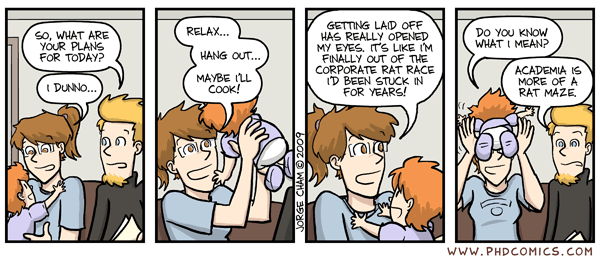 SO, WHAT ARE
YOUR PLANS
FOR TODAY?
I DUNNO...
RELAX...
HANG OUT...
MAYBE I'LL
COOK!
JORGE CHAM © 2009
GETTING LAID OFF
HAS REALLY OPENED
MY EYES. IT'S LIKE I'M
FINALLY OUT OF THE
CORPORATE RAT RACE
I'D BEEN STUCK IN
FOR YEARS!
DO YOU KNOW
WHAT I MEAN?
ACADEMIA IS
MORE OF A
RAT MAZE.
WWW.PHDCOMICS.COM